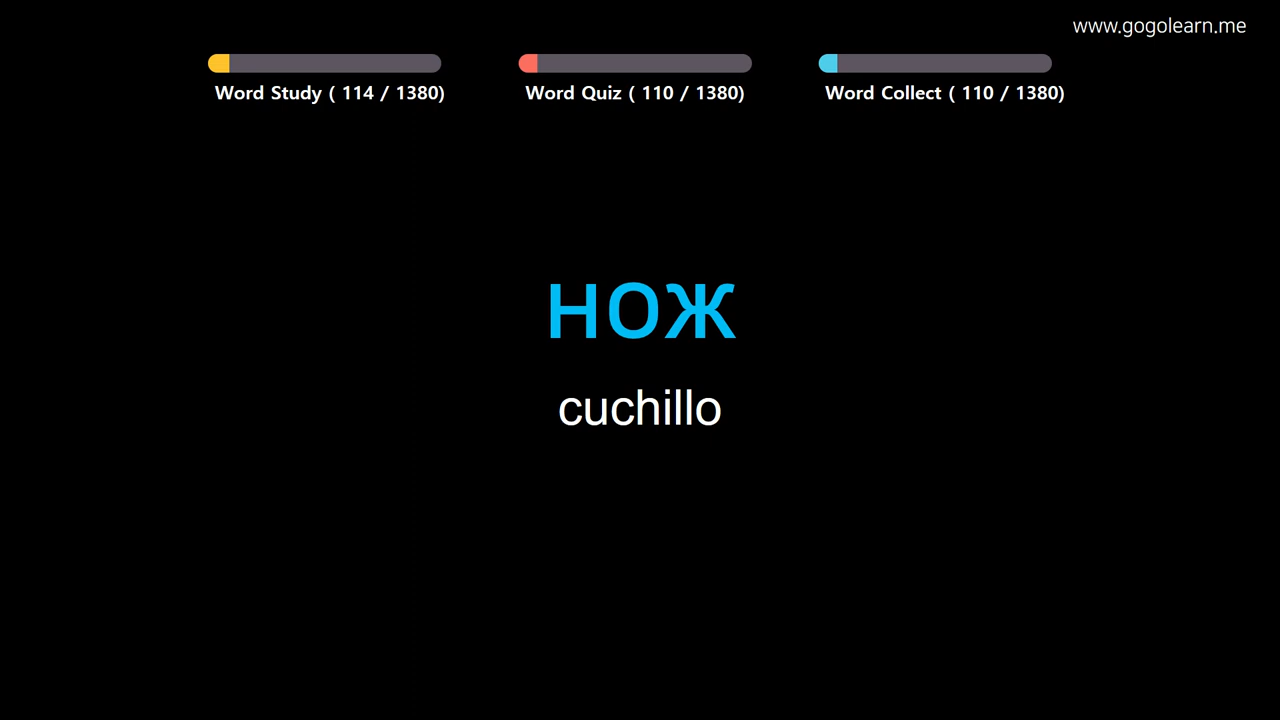 www.gogolearn.me
Word Study ( 114 / 1380)
Word Quiz ( 110 / 1380)
Word Collect ( 110 / 1380)
нож
cuchillo